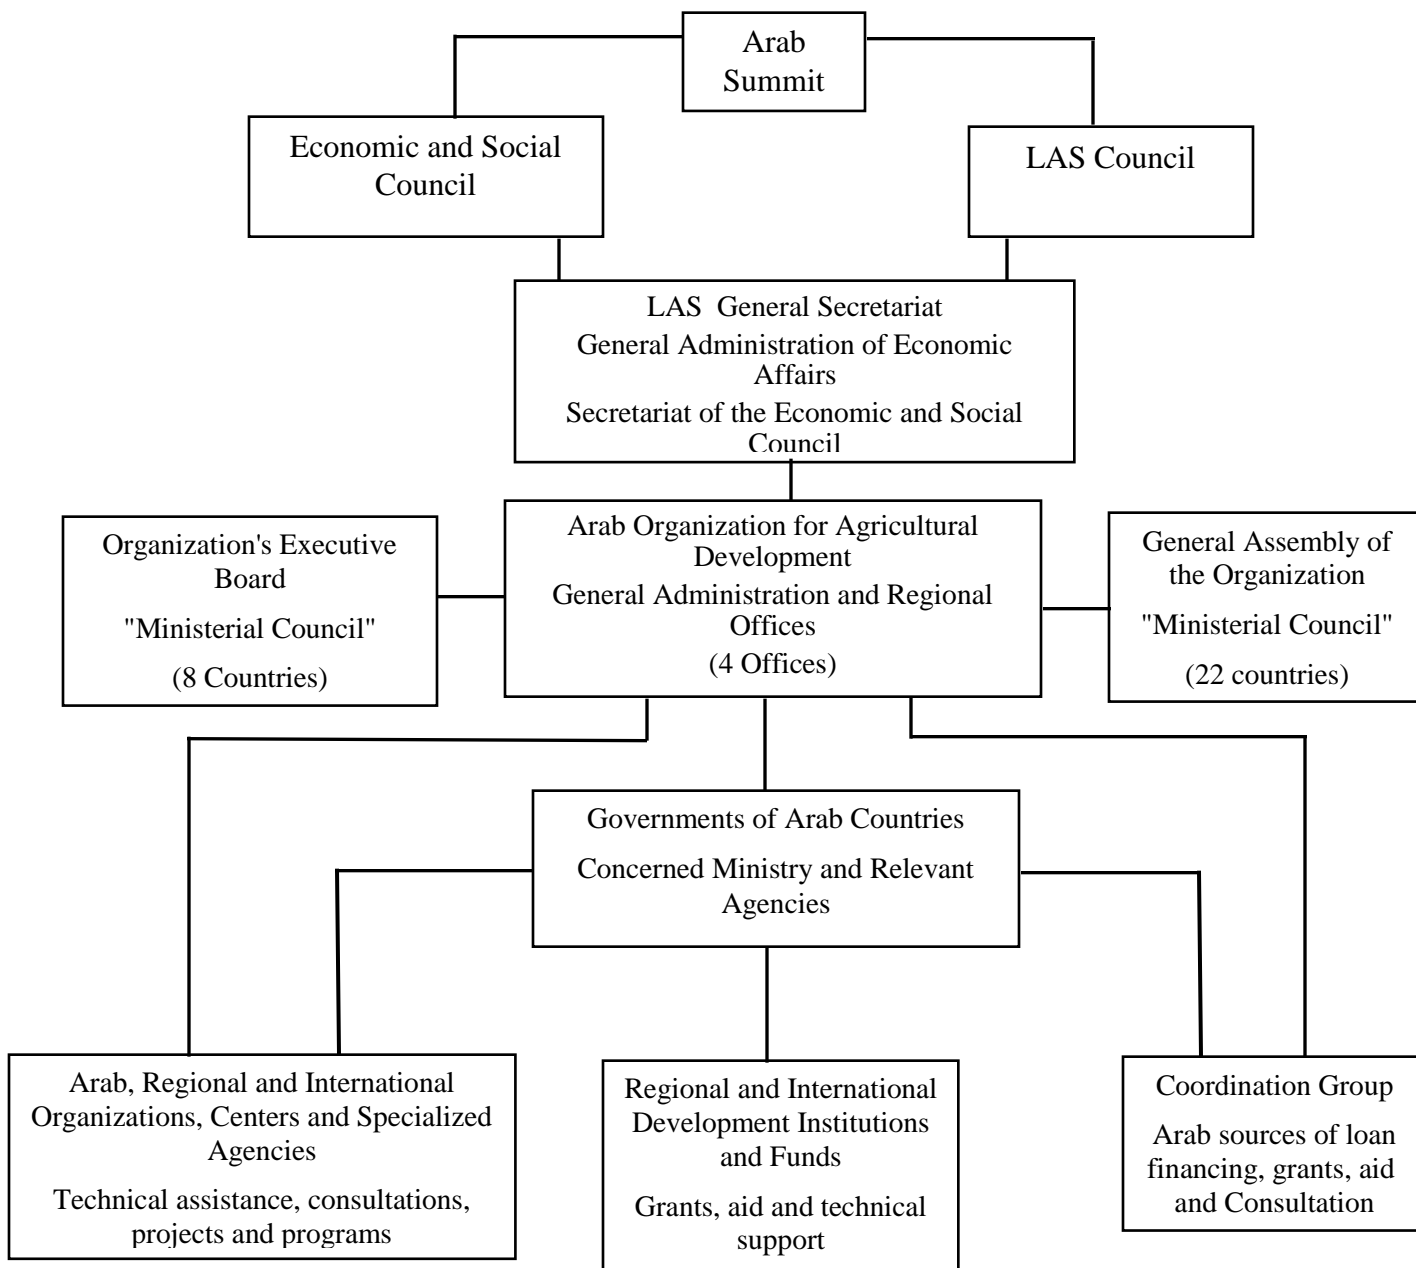 Arab
Summit
Economic and Social
Council
LAS Council
LAS  General Secretariat
General Administration of Economic
Affairs
Secretariat of the Economic and Social
Council
Organization's Executive
Board
"Ministerial Council"
(8 Countries)
Arab Organization for Agricultural
Development
General Administration and Regional
Offices
(4 Offices)
General Assembly of
the Organization
"Ministerial Council"
(22 countries)
Governments of Arab Countries
Concerned Ministry and Relevant
Agencies
Arab, Regional and International
Organizations, Centers and Specialized
Agencies
Technical assistance, consultations,
projects and programs
Regional and International
Development Institutions
and Funds
Grants, aid and technical
support
Coordination Group
Arab sources of loan
financing, grants, aid
and Consultation